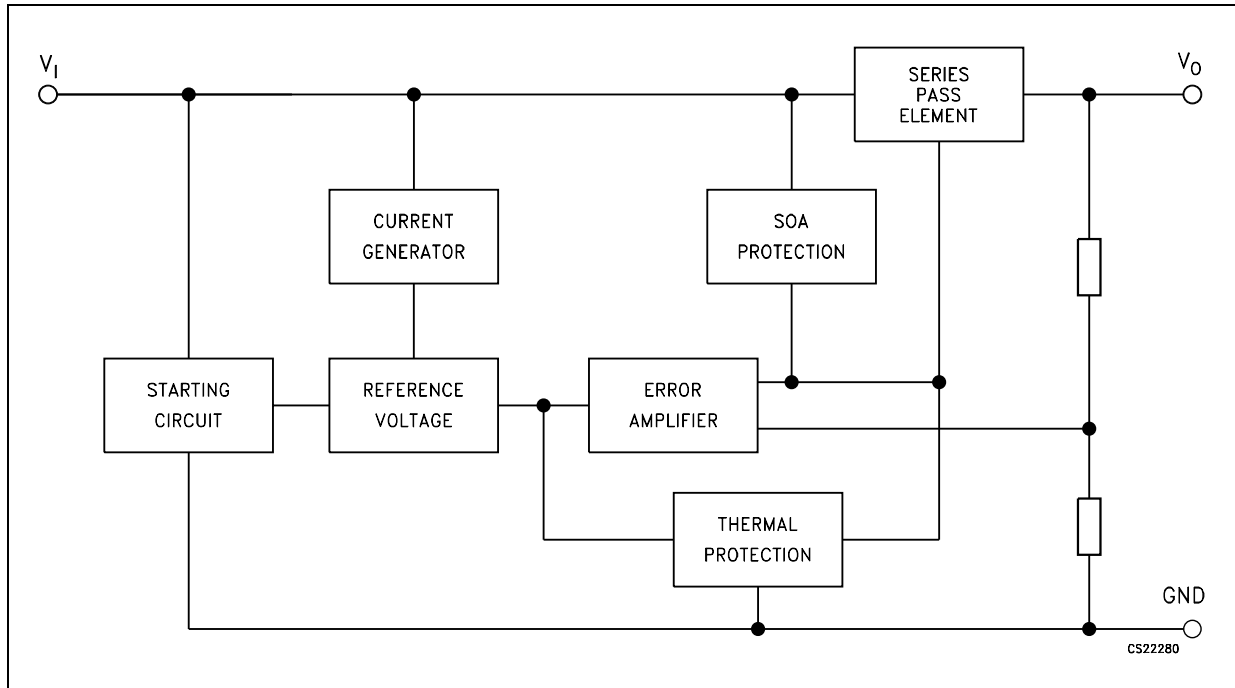 V_I
SERIES
PASS
ELEMENT
V_O
CURRENT
GENERATOR
SOA
PROTECTION
STARTING
CIRCUIT
REFERENCE
VOLTAGE
ERROR
AMPLIFIER
THERMAL
PROTECTION
GND
CS22280